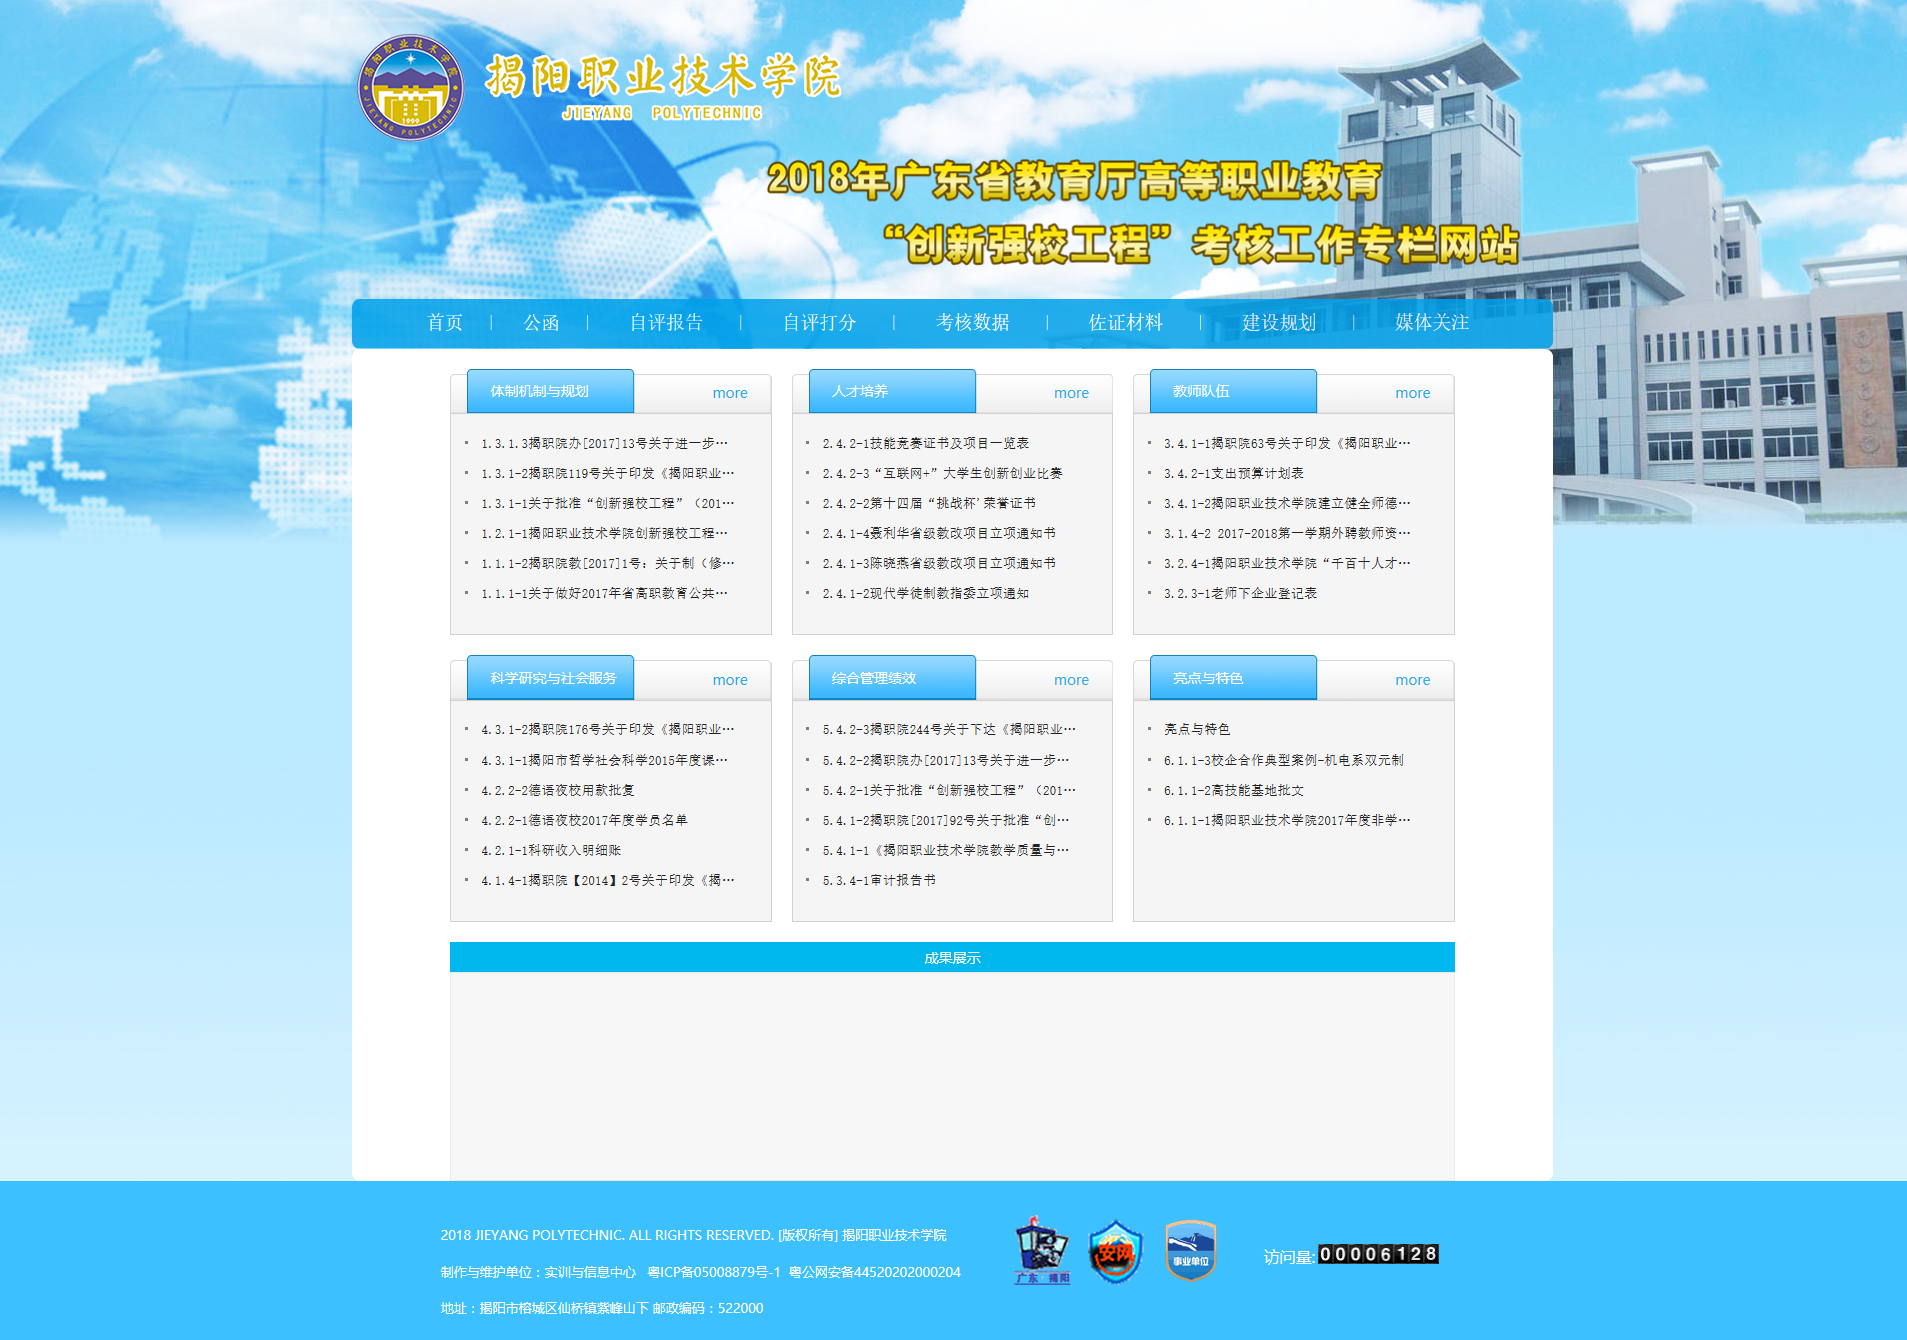 揭阳职业技术学院
JIEYANG POLYTECHNIC
1999
揭阳职业技术学院
JIEYANG POLYTECHNIC
2018年广东省教育厅高等职业教育
“创新强校工程”考核工作专栏网站
首页 | 公函 | 自评报告 | 自评打分 | 考核数据 | 佐证材料 | 建设规划 | 媒体关注
体制机制与规划 more
1.3.1.3揭职院办[2017]13号关于进一步…
1.3.1-2揭职院119号关于印发《揭阳职业…
1.3.1-1关于批准“创新强校工程”（201…
1.2.1-1揭阳职业技术学院创新强校工程…
1.1.1-2揭职院教[2017]1号：关于制（修…
1.1.1-1关于做好2017年省高职教育公共…
人才培养 more
2.4.2-1技能竞赛证书及项目一览表
2.4.2-3“互联网+”大学生创新创业比赛
2.4.2-2第十四届“挑战杯'荣誉证书
2.4.1-4聂利华省级教改项目立项通知书
2.4.1-3陈晓燕省级教改项目立项通知书
2.4.1-2现代学徒制教指委立项通知
教师队伍 more
3.4.1-1揭职院63号关于印发《揭阳职业…
3.4.2-1支出预算计划表
3.4.1-2揭阳职业技术学院建立健全师德…
3.1.4-2 2017-2018第一学期外聘教师资…
3.2.4-1揭阳职业技术学院“千百十人才…
3.2.3-1老师下企业登记表
科学研究与社会服务 more
4.3.1-2揭职院176号关于印发《揭阳职业…
4.3.1-1揭阳市哲学社会科学2015年度课…
4.2.2-2德语夜校用款批复
4.2.2-1德语夜校2017年度学员名单
4.2.1-1科研收入明细账
4.1.4-1揭职院【2014】2号关于印发《揭…
综合管理绩效 more
5.4.2-3揭职院244号关于下达《揭阳职业…
5.4.2-2揭职院办[2017]13号关于进一步…
5.4.2-1关于批准“创新强校工程”（201…
5.4.1-2揭职院[2017]92号关于批准“创…
5.4.1-1《揭阳职业技术学院教学质量与…
5.3.4-1审计报告书
亮点与特色 more
亮点与特色
6.1.1-3校企合作典型案例-机电系双元制
6.1.1-2高技能基地批文
6.1.1-1揭阳职业技术学院2017年度非学…
成果展示
2018 JIEYANG POLYTECHNIC. ALL RIGHTS RESERVED. [版权所有] 揭阳职业技术学院
制作与维护单位：实训与信息中心 粤ICP备05008879号-1 粤公网安备44520202000204
地址：揭阳市榕城区仙桥镇紫峰山下 邮政编码：522000
广东 揭阳
安网
事业单位
访问量:00006128